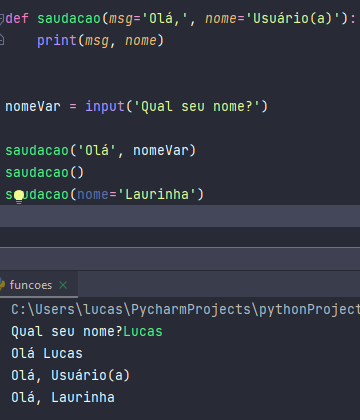 def saudacao(msg='Olá,', nome='Usuário(a)'):
print(msg, nome)
nomeVar = input('Qual seu nome?')
saudacao('Olá', nomeVar)
saudacao()
saudacao(nome='Laurinha')
funcoes
C:\Users\lucas\PycharmProjects\pythonProject
Qual seu nome?Lucas
Olá Lucas
Olá, Usuário(a)
Olá, Laurinha